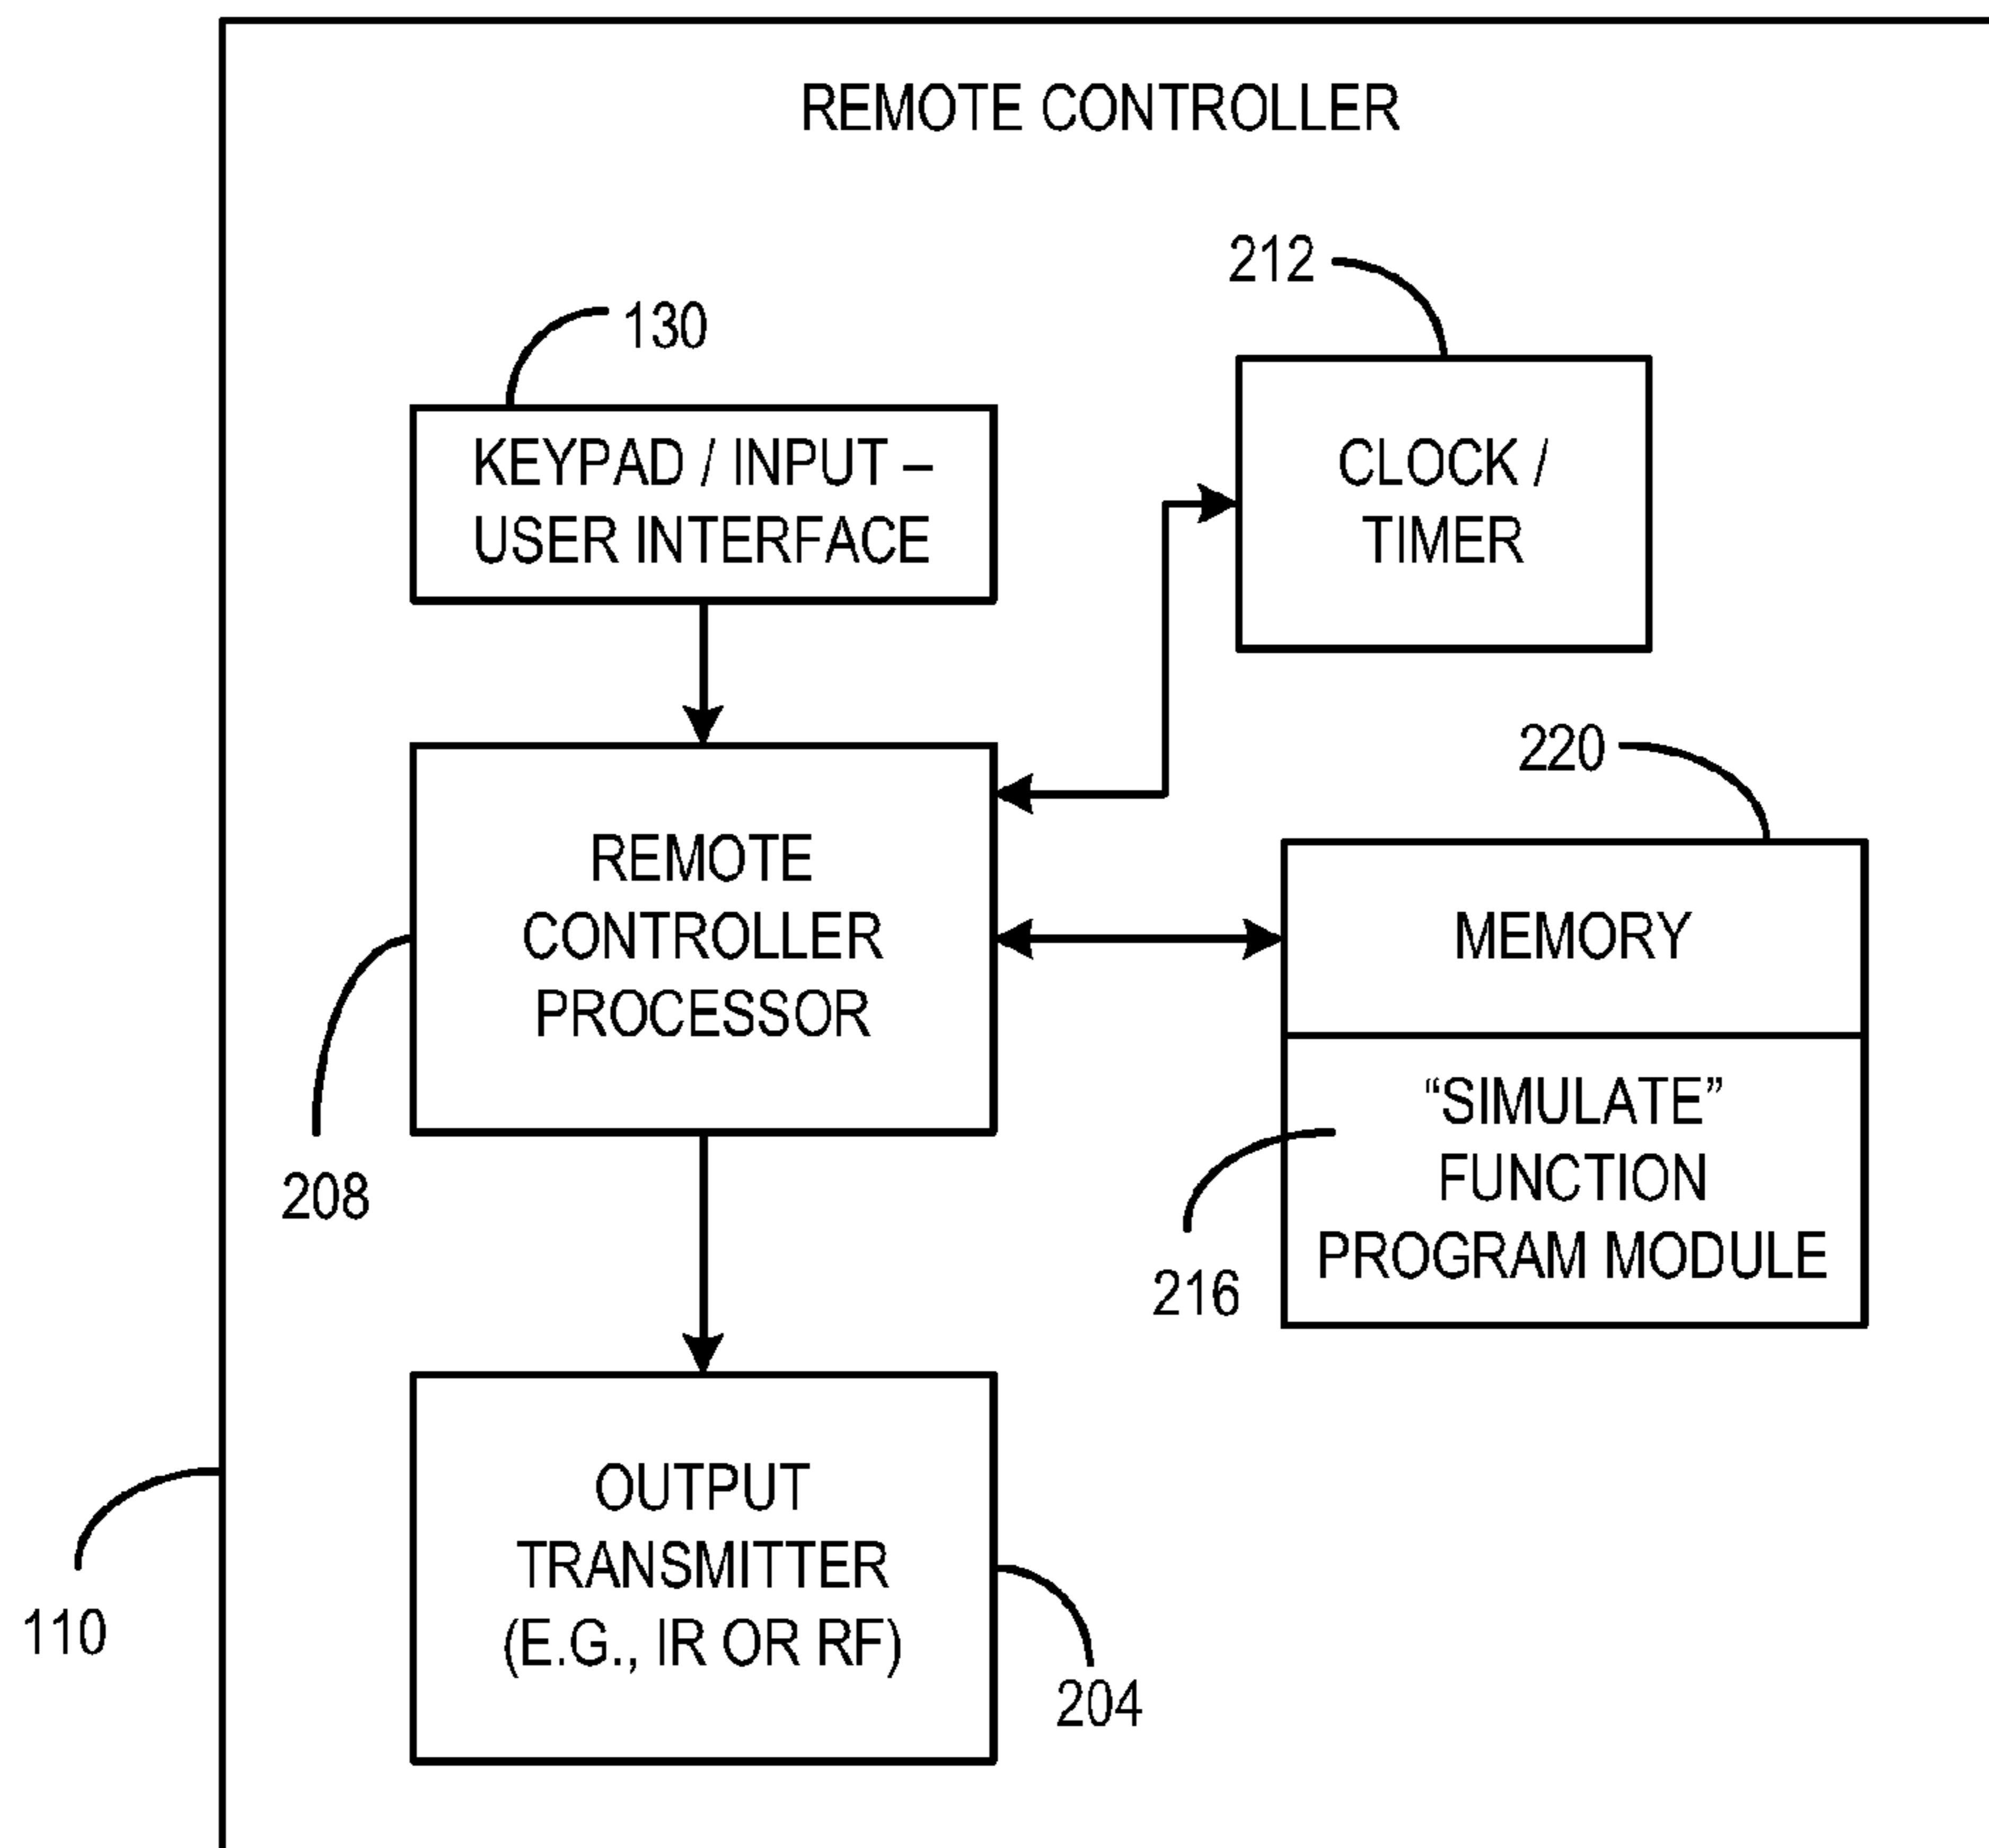 REMOTE CONTROLLER
212
130
KEYPAD / INPUT –
USER INTERFACE
CLOCK /
TIMER
220
REMOTE
CONTROLLER
PROCESSOR
MEMORY
“SIMULATE”
FUNCTION
PROGRAM MODULE
208
216
OUTPUT
TRANSMITTER
(E.G., IR OR RF)
110
204